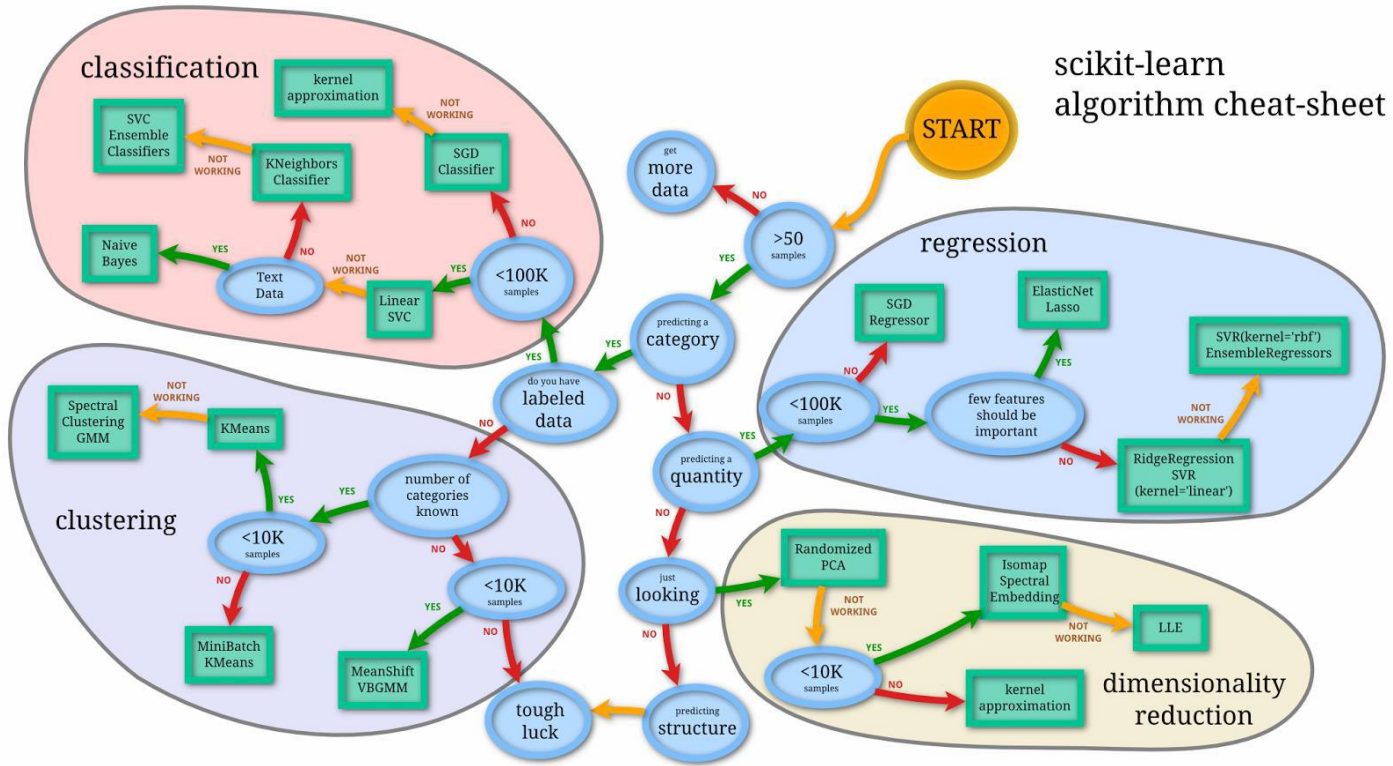 scikit-learn
algorithm cheat-sheet
START
get
more
data
NO
>50
samples
YES
predicting a
category
YES
NO
do you have
labeled
data
YES
NO
predicting a
quantity
YES
NO
just
looking
YES
NO
predicting
structure
tough
luck
classification
kernel
approximation
NOT
WORKING
SGD
Classifier
NO
<100K
samples
YES
Linear
SVC
NOT
WORKING
Text
Data
YES
Naive
Bayes
NO
KNeighbors
Classifier
NOT
WORKING
SVC
Ensemble
Classifiers
regression
<100K
samples
NO
SGD
Regressor
YES
few features
should be
important
YES
ElasticNet
Lasso
NO
RidgeRegression
SVR
(kernel='linear')
NOT
WORKING
SVR(kernel='rbf')
EnsembleRegressors
clustering
number of
categories
known
YES
NO
<10K
samples
YES
KMeans
NOT
WORKING
Spectral
Clustering
GMM
NO
MiniBatch
KMeans
<10K
samples
YES
MeanShift
VBGMM
NO
dimensionality
reduction
Randomized
PCA
NOT
WORKING
<10K
samples
YES
Isomap
Spectral
Embedding
NOT
WORKING
LLE
NO
kernel
approximation